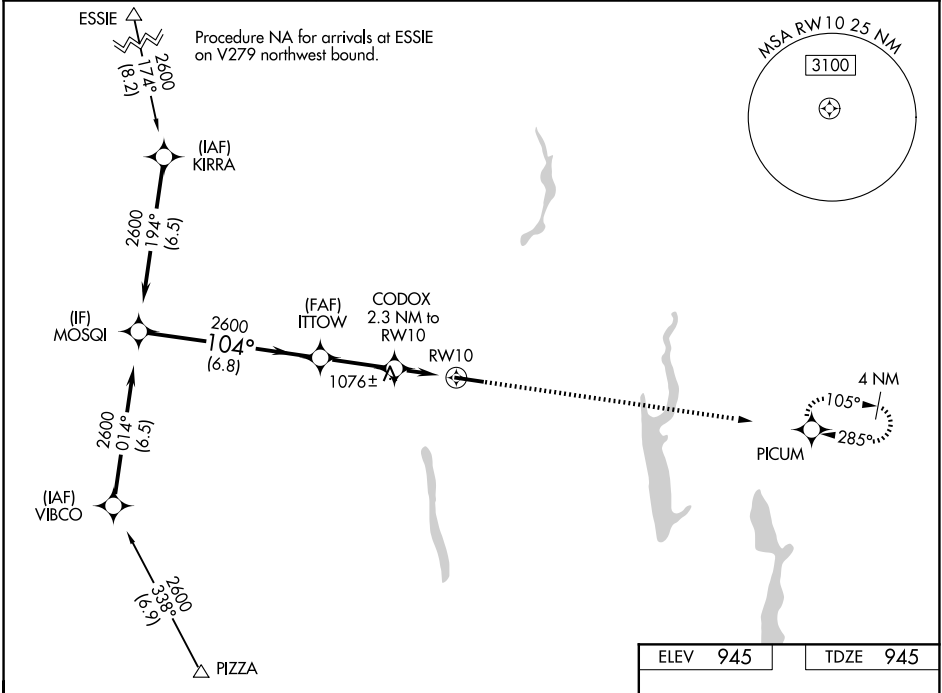 ESSIE
Procedure NA for arrivals at ESSIE
on V279 northwest bound.
MSA RW10 25 NM
3100
2600
174°
(8.2)
(IAF)
KIRRA
2600
194°
(6.5)
(IF)
MOSQI
2600
104°
(6.8)
(FAF)
ITTOW
CODOX
2.3 NM to
RW10
1076±
RW10
4 NM
105°
285°
PICUM
2600
014°
(6.5)
(IAF)
VIBCO
2600
338°
(6.9)
PIZZA
ELEV 945
TDZE 945